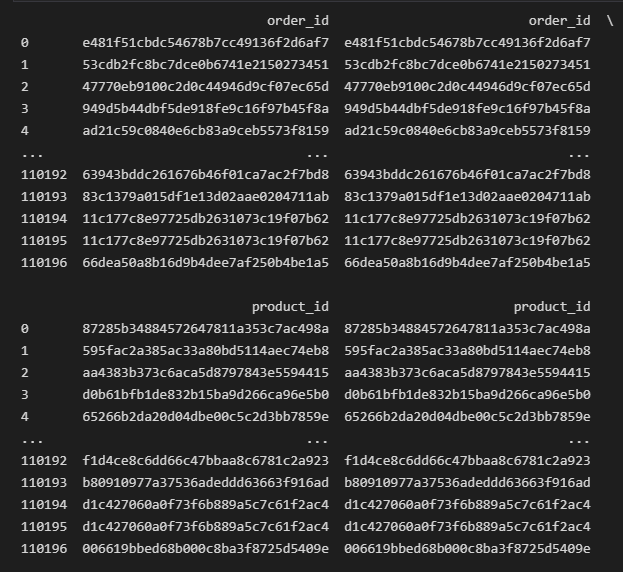 order_id order_id \
0 e481f51cbdc54678b7cc49136f2d6af7 e481f51cbdc54678b7cc49136f2d6af7
1 53cdb2fc8bc7dce0b6741e2150273451 53cdb2fc8bc7dce0b6741e2150273451
2 47770eb9100c2d0c44946d9cf07ec65d 47770eb9100c2d0c44946d9cf07ec65d
3 949d5b44dbf5de918fe9c16f97b45f8a 949d5b44dbf5de918fe9c16f97b45f8a
4 ad21c59c0840e6cb83a9ceb5573f8159 ad21c59c0840e6cb83a9ceb5573f8159
... ... ...
110192 63943bddc261676b46f01ca7ac2f7bd8 63943bddc261676b46f01ca7ac2f7bd8
110193 83c1379a015df1e13d02aae0204711ab 83c1379a015df1e13d02aae0204711ab
110194 11c177c8e97725db2631073c19f07b62 11c177c8e97725db2631073c19f07b62
110195 11c177c8e97725db2631073c19f07b62 11c177c8e97725db2631073c19f07b62
110196 66dea50a8b16d9b4dee7af250b4be1a5 66dea50a8b16d9b4dee7af250b4be1a5
product_id product_id
0 87285b34884572647811a353c7ac498a 87285b34884572647811a353c7ac498a
1 595fac2a385ac33a80bd5114aec74eb8 595fac2a385ac33a80bd5114aec74eb8
2 aa4383b373c6aca5d8797843e5594415 aa4383b373c6aca5d8797843e5594415
3 d0b61bfb1de832b15ba9d266ca96e5b0 d0b61bfb1de832b15ba9d266ca96e5b0
4 65266b2da20d04dbe00c5c2d3bb7859e 65266b2da20d04dbe00c5c2d3bb7859e
... ... ...
110192 f1d4ce8c6dd66c47bbaa8c6781c2a923 f1d4ce8c6dd66c47bbaa8c6781c2a923
110193 b80910977a37536adeddd63663f916ad b80910977a37536adeddd63663f916ad
110194 d1c427060a0f73f6b889a5c7c61f2ac4 d1c427060a0f73f6b889a5c7c61f2ac4
110195 d1c427060a0f73f6b889a5c7c61f2ac4 d1c427060a0f73f6b889a5c7c61f2ac4
110196 006619bbed68b000c8ba3f8725d5409e 006619bbed68b000c8ba3f8725d5409e